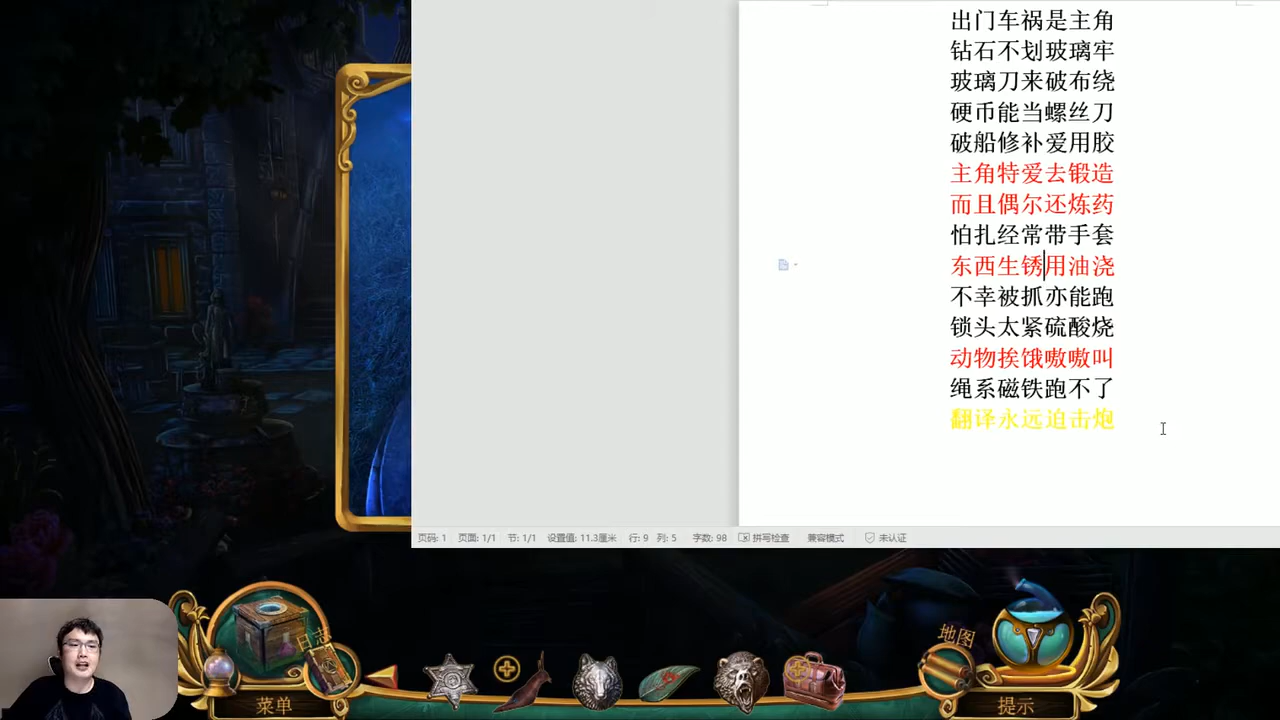 出门车祸是主角
钻石不划玻璃牢
玻璃刀来破布绕
硬币能当螺丝刀
破船修补爱用胶
主角特爱去锻造
而且偶尔还炼药
怕扎经常带手套
东西生锈用油浇
不幸被抓亦能跑
锁头太紧硫酸烧
动物挨饿嗷嗷叫
绳系磁铁跑不了
翻译永远迫击炮
页码: 1 页面: 1/1 节: 1/1 设置值: 11.3厘米 行: 9 列: 5 字数: 98 拼写检查 兼容模式 未认证
日志
地图
菜单
提示